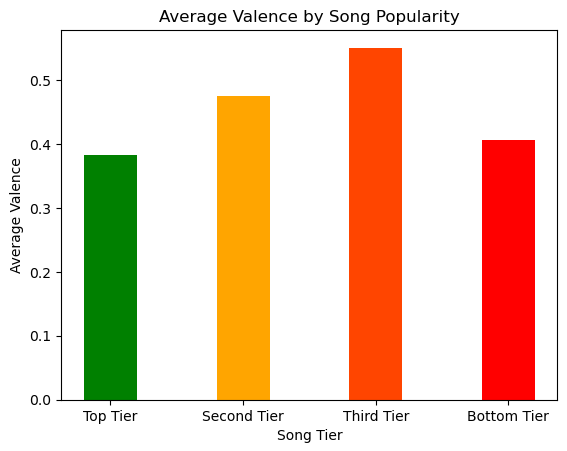 Average Valence by Song Popularity
Average Valence
0.5
0.4
0.3
0.2
0.1
0.0
Top Tier Second Tier Third Tier Bottom Tier
Song Tier